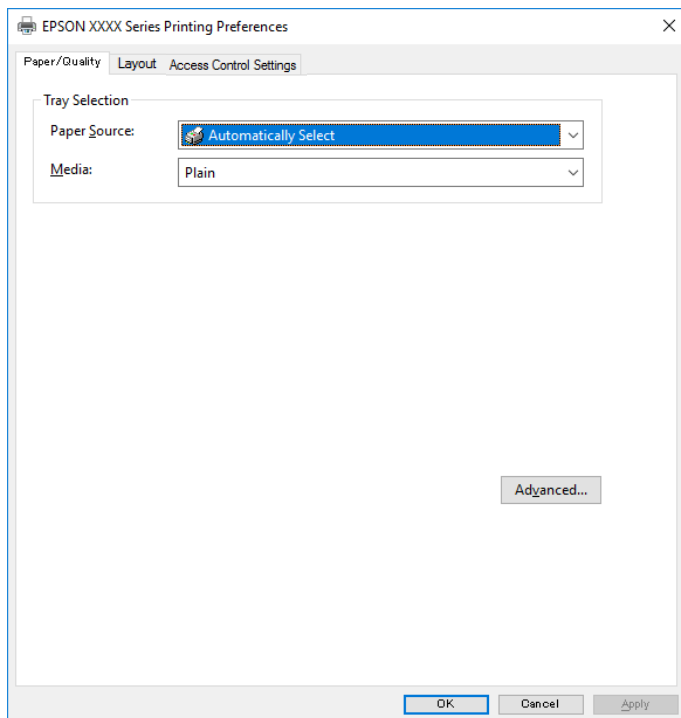 EPSON XXXX Series Printing Preferences
Paper/Quality Layout Access Control Settings
Tray Selection
Paper Source: Automatically Select
Media: Plain
Advanced...
OK Cancel Apply